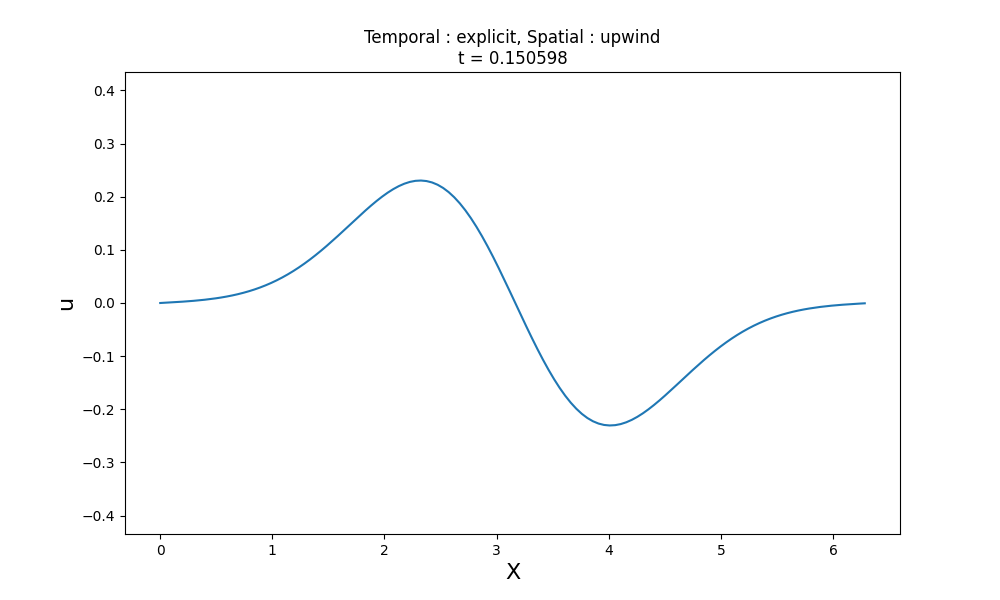 Temporal : explicit, Spatial : upwind
t = 0.150598
0.4
0.3
0.2
0.1
0.0
−0.1
−0.2
−0.3
−0.4
u
0 1 2 3 4 5 6
X